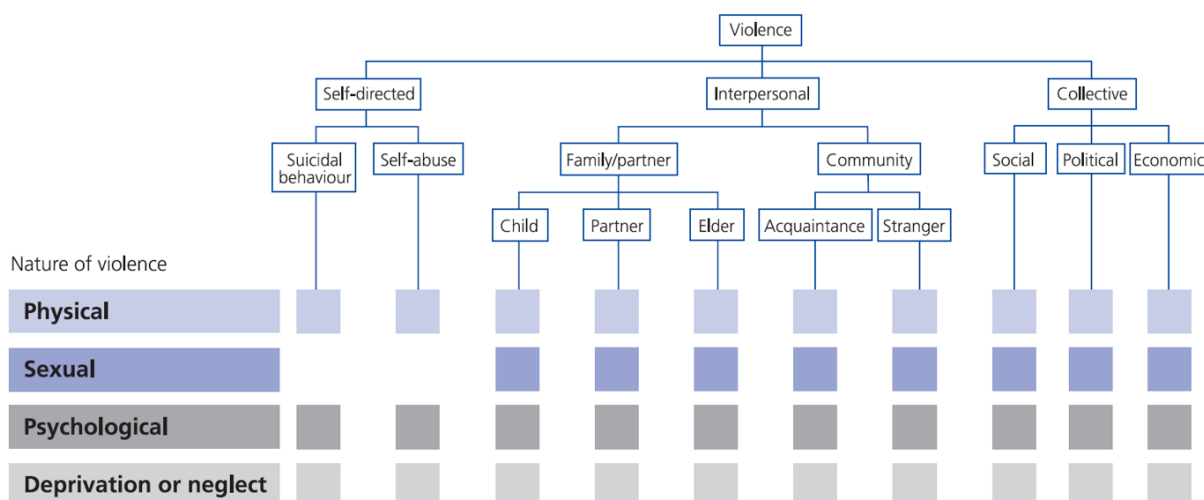 Violence
Self-directed
Interpersonal
Collective
Suicidal
behaviour
Self-abuse
Family/partner
Community
Social
Political
Economic
Child
Partner
Elder
Acquaintance
Stranger
Nature of violence
Physical
Sexual
Psychological
Deprivation or neglect